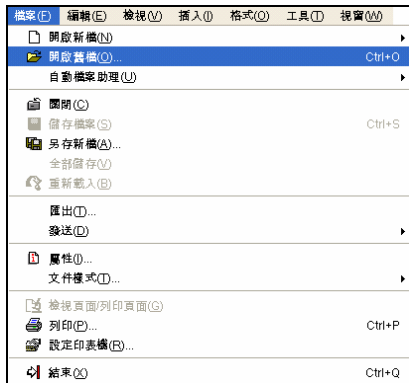 檔案(F) 編輯(E) 檢視(V) 插入(I) 格式(O) 工具(T) 視窗(W)
開啟新檔(N)
開啟舊檔(O)... Ctrl+O
自動檔案助理(U)
關閉(C)
儲存檔案(S) Ctrl+S
另存新檔(A)...
全部儲存(V)
重新載入(B)
匯出(T)...
發送(D)
屬性(I)...
文件樣式(T)...
檢視頁面/列印頁面(G)
列印(P)... Ctrl+P
設定印表機(R)...
結束(X) Ctrl+Q